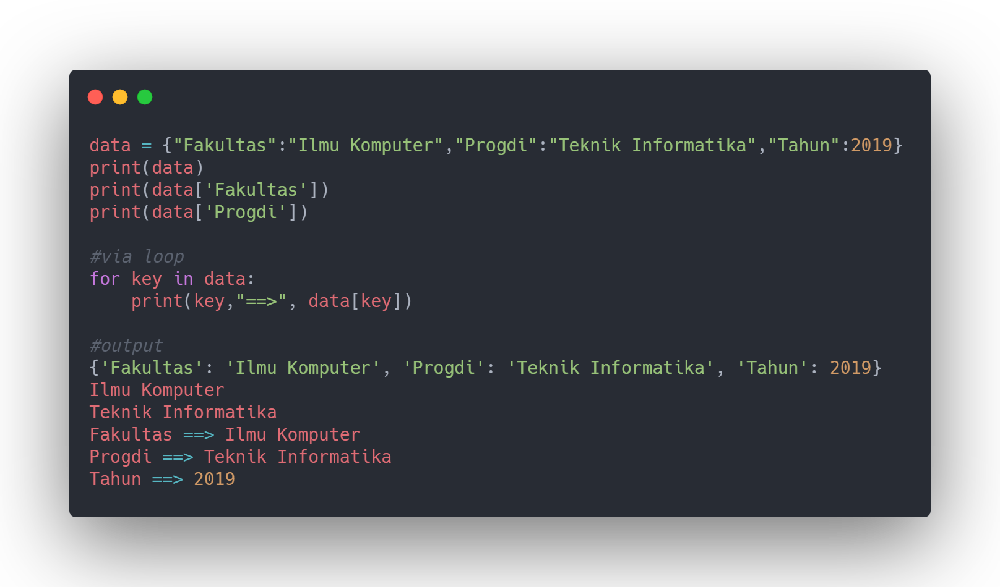 data = {"Fakultas":"Ilmu Komputer","Progdi":"Teknik Informatika","Tahun":2019}
print(data)
print(data['Fakultas'])
print(data['Progdi'])
#via loop
for key in data:
    print(key,"==>", data[key])
#output
{'Fakultas': 'Ilmu Komputer', 'Progdi': 'Teknik Informatika', 'Tahun': 2019}
Ilmu Komputer
Teknik Informatika
Fakultas ==> Ilmu Komputer
Progdi ==> Teknik Informatika
Tahun ==> 2019